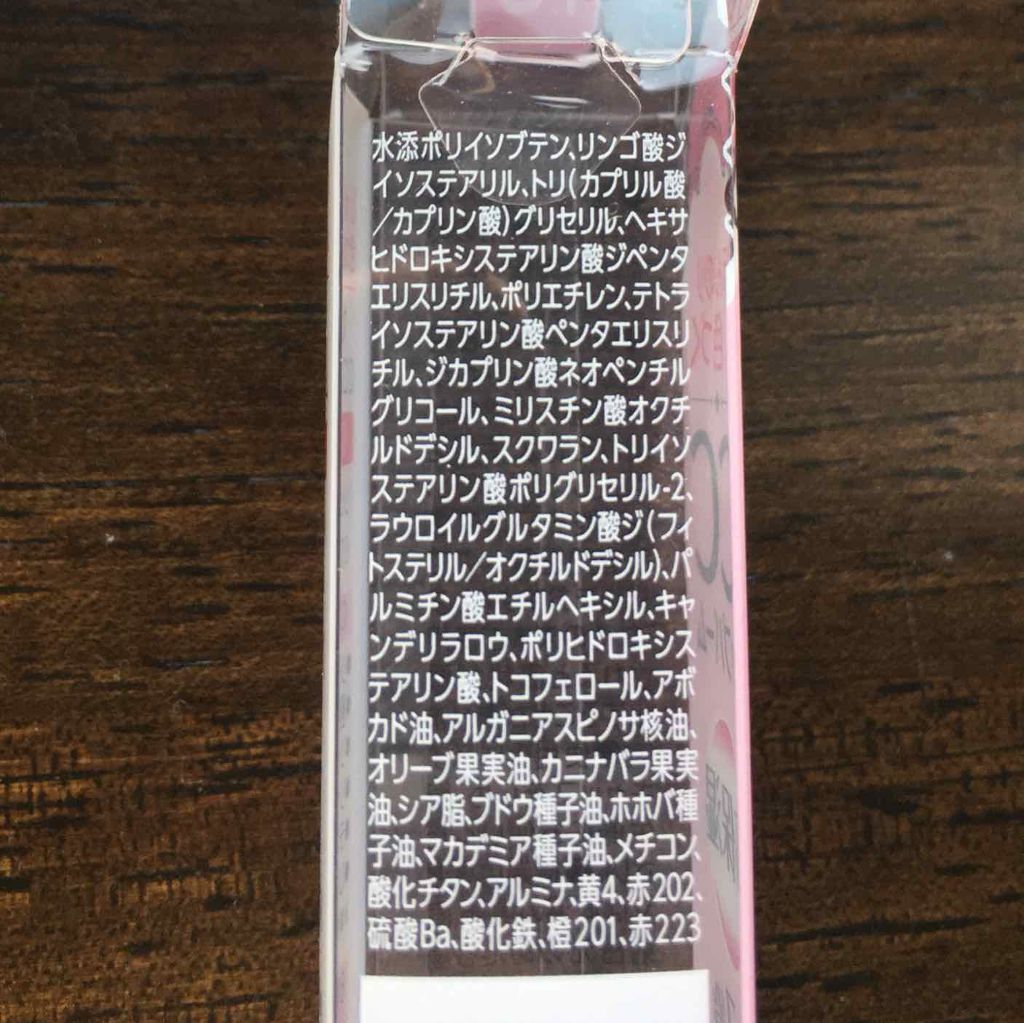 水添ポリイソブテン、リンゴ酸ジ
イソステアリル、トリ(カプリル酸
/カプリン酸)グリセリル、ヘキサ
ヒドロキシステアリン酸ジペンタ
エリスリチル、ポリエチレン、テトラ
イソステアリン酸ペンタエリスリ
チル、ジカプリン酸ネオペンチル
グリコール、ミリスチン酸オクチ
ルドデシル、スクワラン、トリイソ
ステアリン酸ポリグリセリル-2、
ラウロイルグルタミン酸ジ(フィ
トステリル/オクチルドデシル)、パ
ルミチン酸エチルヘキシル、キャ
ンデリラロウ、ポリヒドロキシス
テアリン酸、トコフェロール、アボ
カド油、アルガニアスピノサ核油、
オリーブ果実油、カニナバラ果実
油、シア脂、ブドウ種子油、ホホバ種
子油、マカデミア種子油、メチコン、
酸化チタン、アルミナ、黄4、赤202、
硫酸Ba、酸化鉄、橙201、赤223